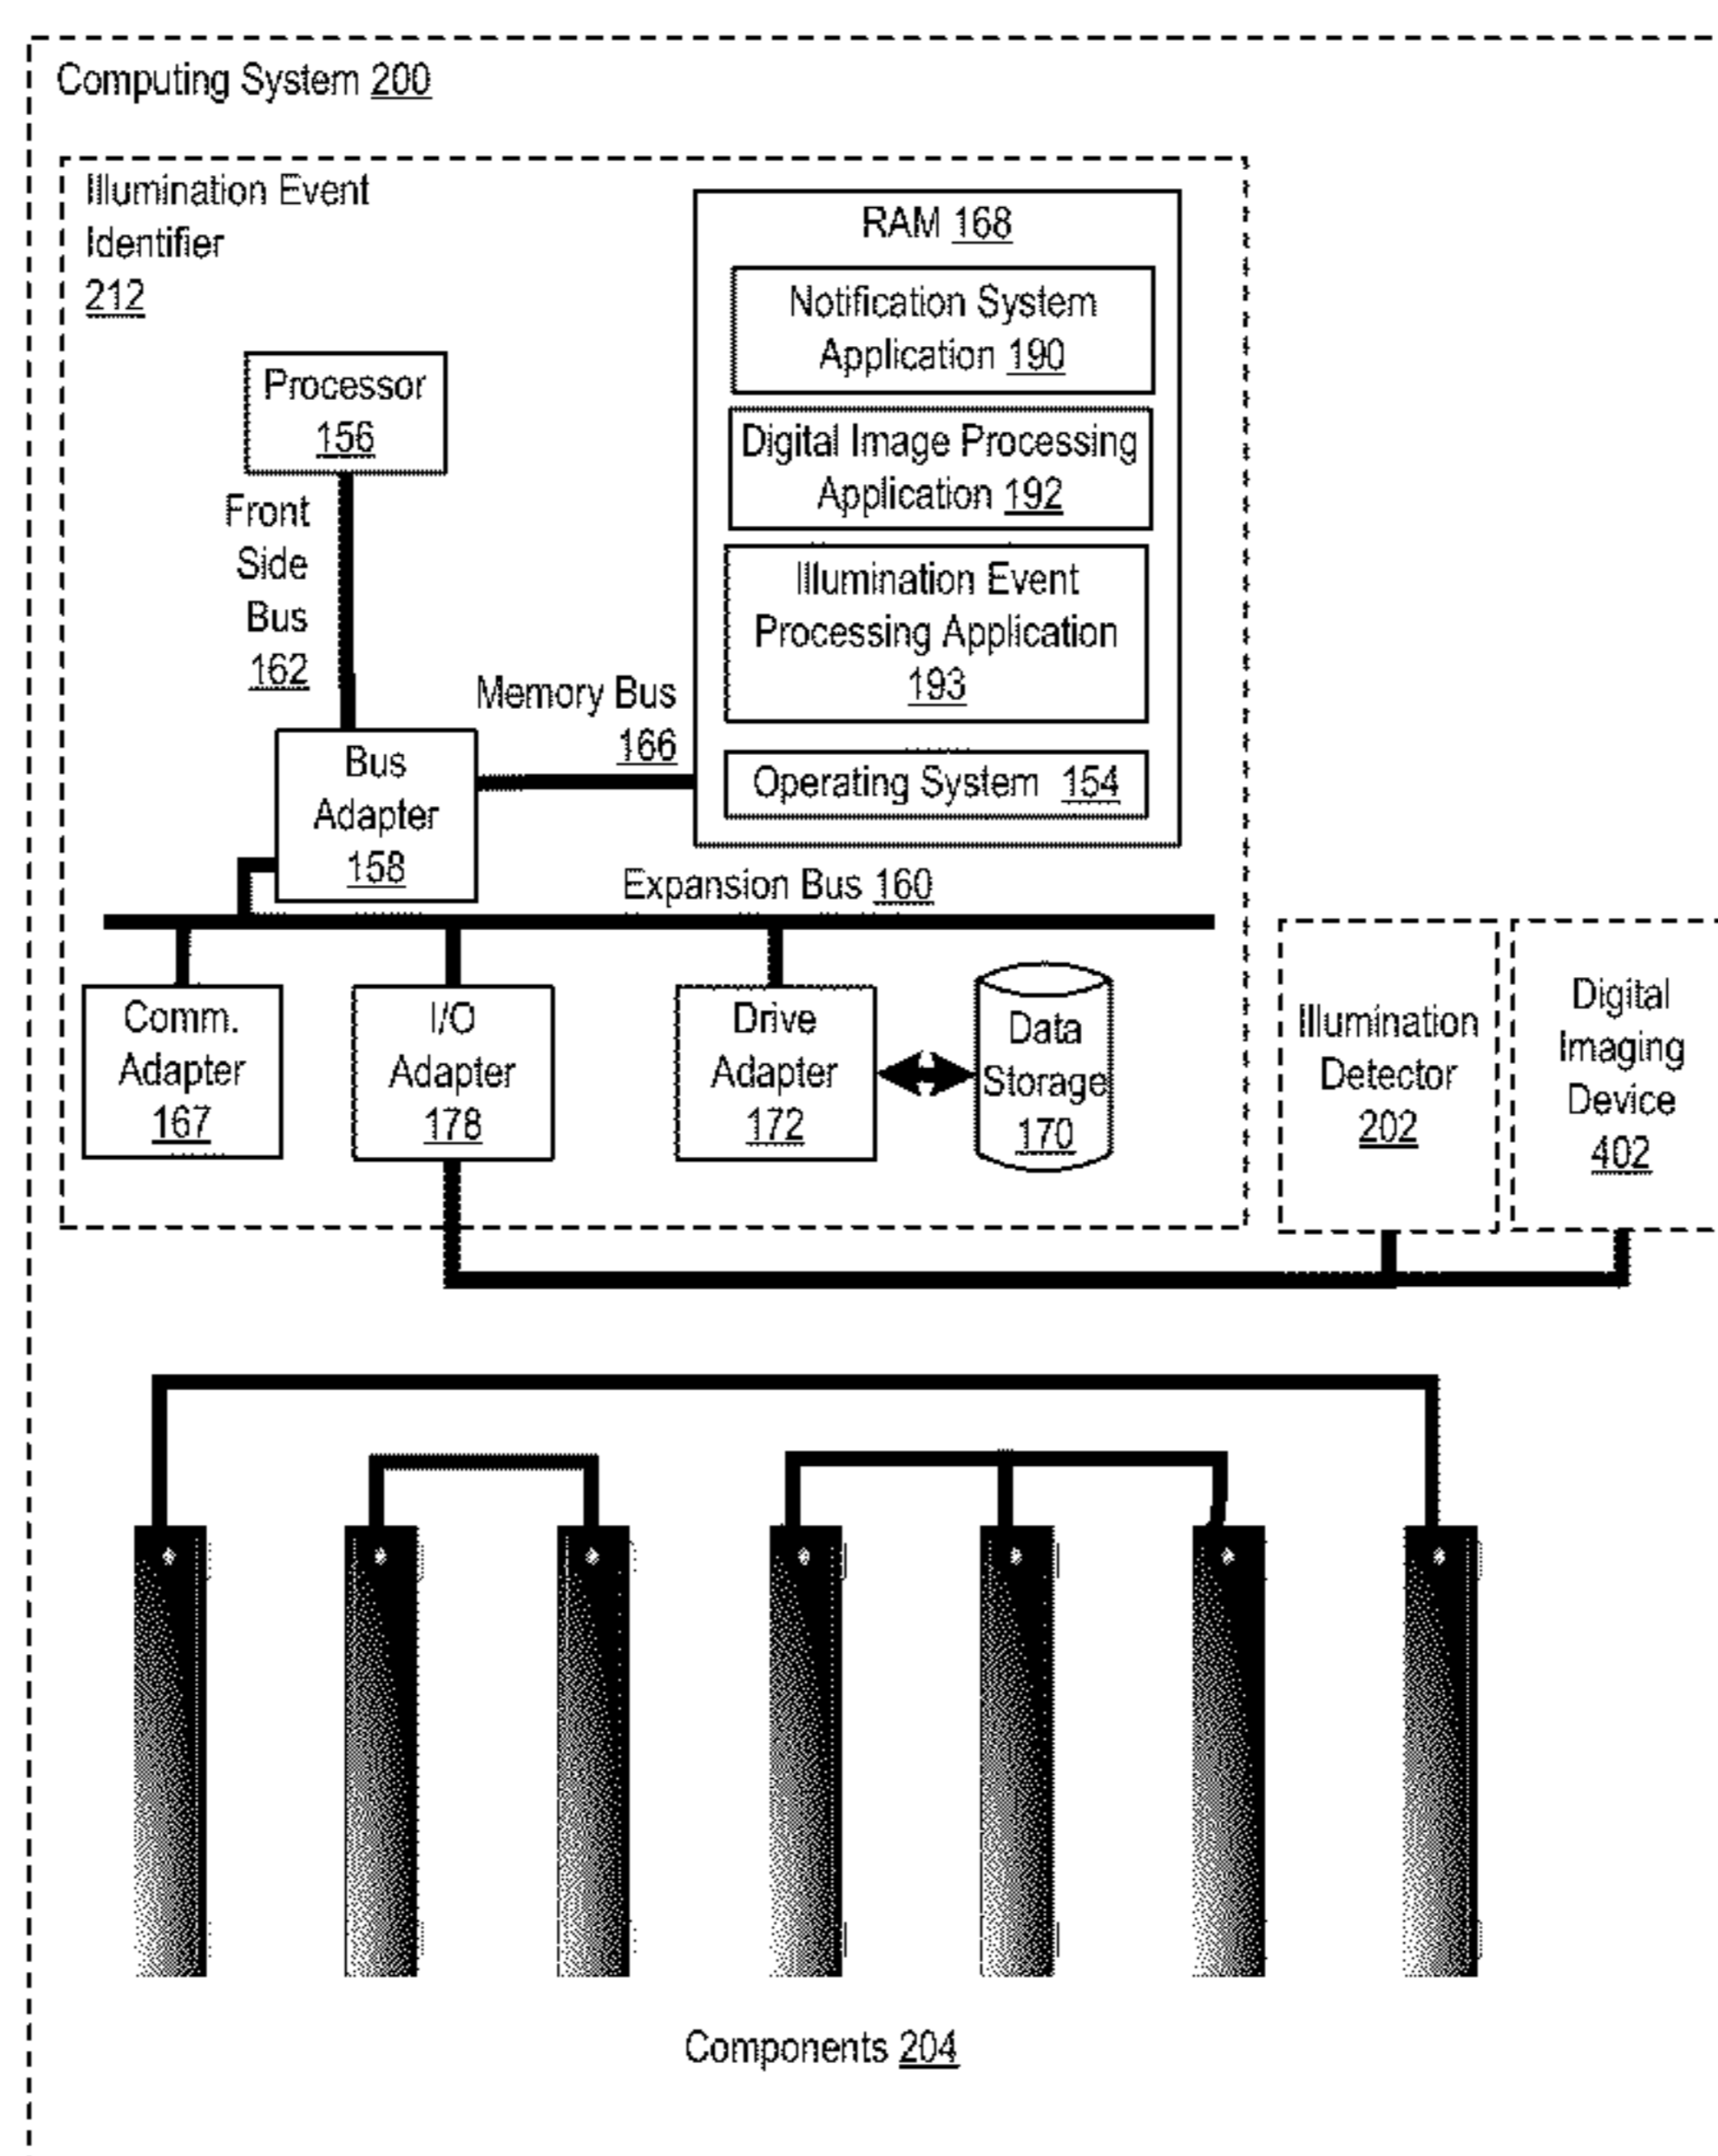 Computing System 200
Illumination Event
Identifier
212
RAM 168
Notification System
Application 190
Processor
156
Digital Image Processing
Application 192
Front
Side
Bus
162
Illumination Event
Processing Application
193
Memory Bus
166
Bus
Adapter
158
Operating System 154
Expansion Bus 160
Comm.
Adapter
167
I/O
Adapter
178
Drive
Adapter
172
Data
Storage
170
Illumination
Detector
202
Digital
Imaging
Device
402
Components 204